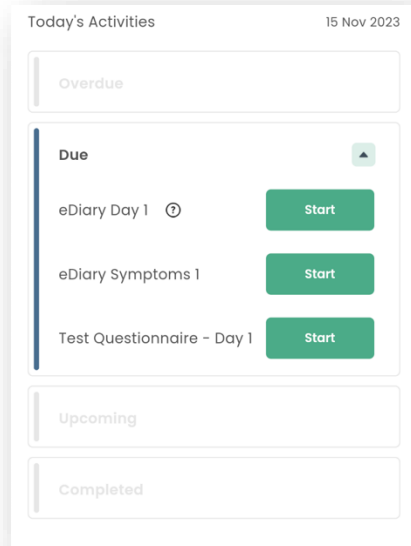 Today's Activities 15 Nov 2023
Overdue
Due
eDiary Day 1 ? Start
eDiary Symptoms 1 Start
Test Questionnaire - Day 1 Start
Upcoming
Completed